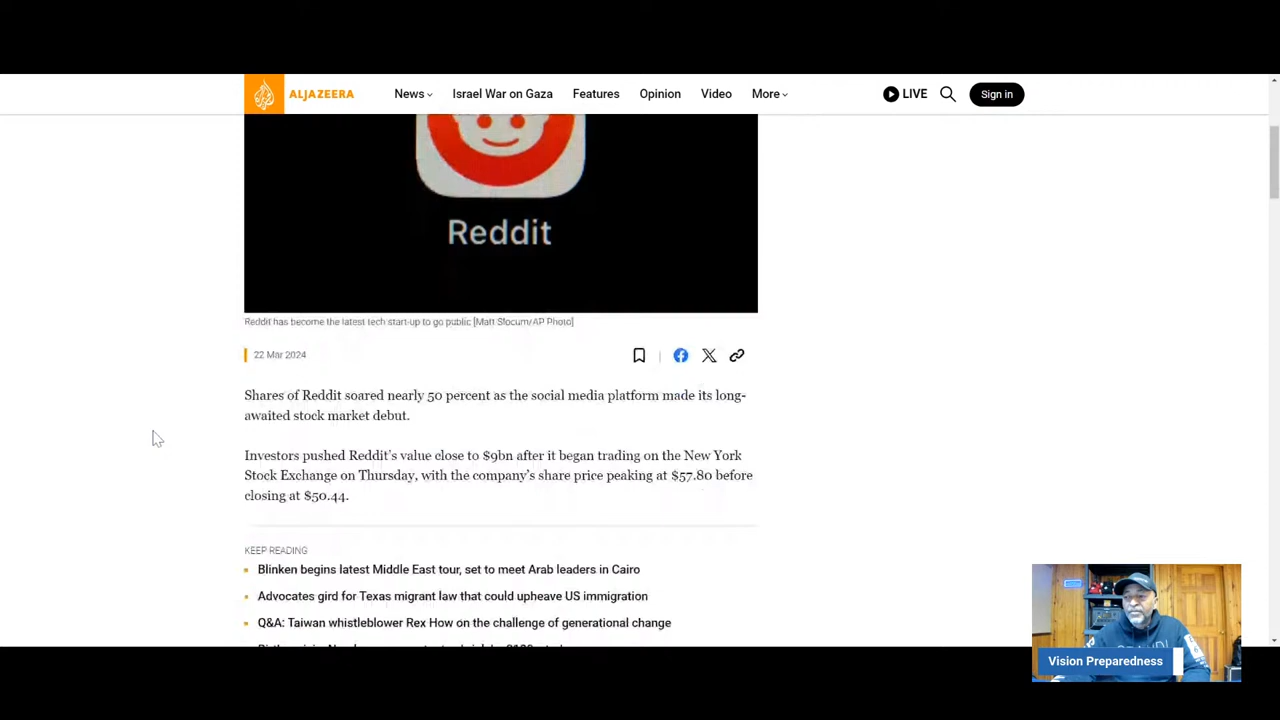 ALJAZEERA
News
Israel War on Gaza
Features
Opinion
Video
More
LIVE
Sign in
Reddit
Reddit has become the latest tech start-up to go public [Matt Slocum/AP Photo]
22 Mar 2024
Shares of Reddit soared nearly 50 percent as the social media platform made its long-
awaited stock market debut.
Investors pushed Reddit's value close to $9bn after it began trading on the New York
Stock Exchange on Thursday, with the company's share price peaking at $57.80 before
closing at $50.44.
KEEP READING
Blinken begins latest Middle East tour, set to meet Arab leaders in Cairo
Advocates gird for Texas migrant law that could upheave US immigration
Q&A: Taiwan whistleblower Rex How on the challenge of generational change
Vision Preparedness